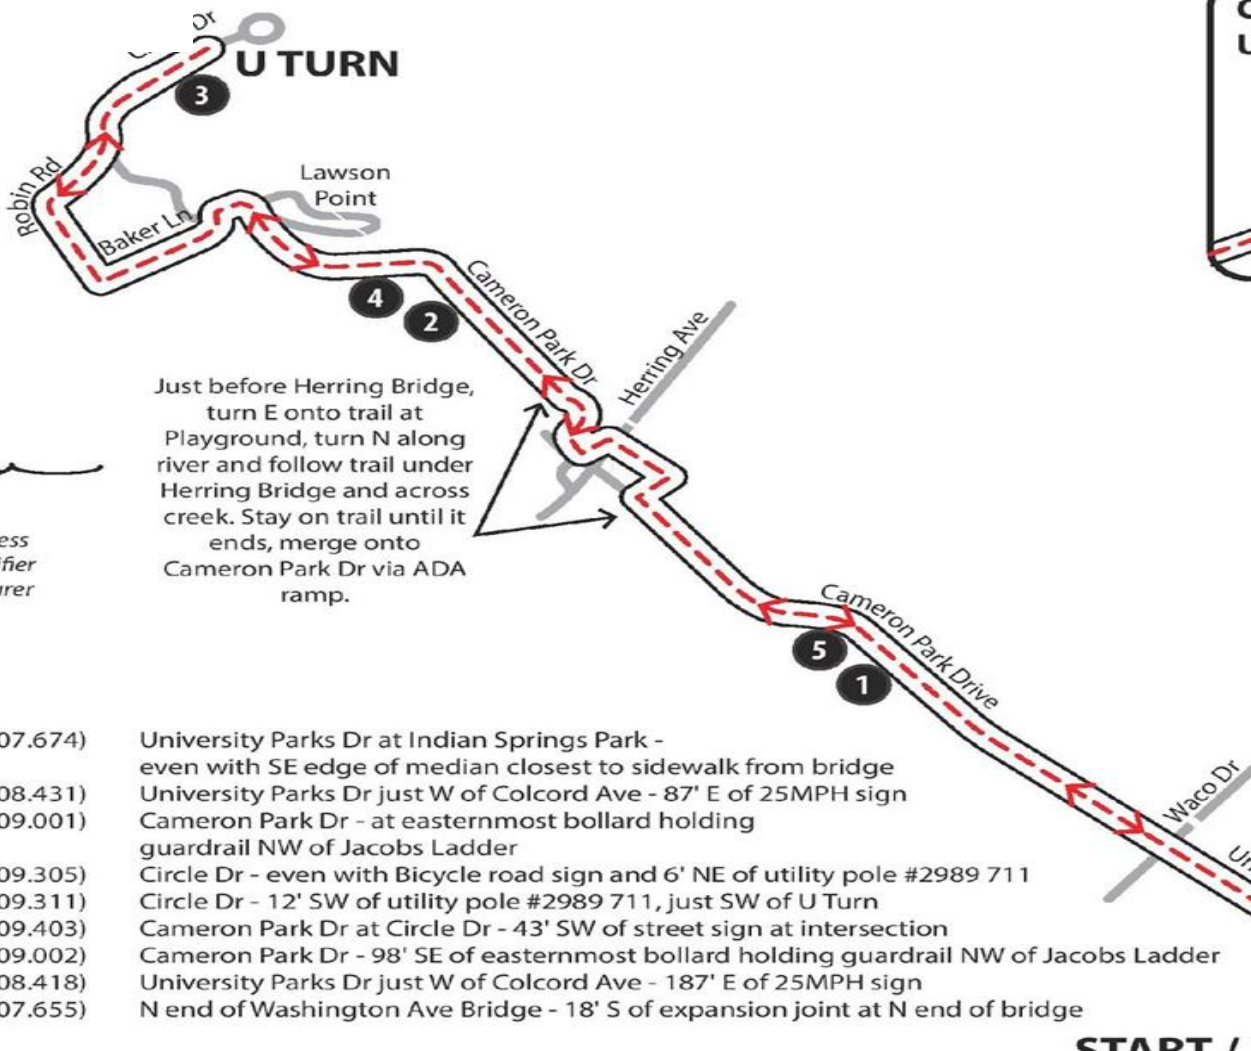 Dr
U TURN
3
Robin Rd
Baker Ln
Lawson
Point
4
2
Cameron Park Dr
Herring Ave
Just before Herring Bridge,
turn E onto trail at
Playground, turn N along
river and follow trail under
Herring Bridge and across
creek. Stay on trail until it
ends, merge onto
Cameron Park Dr via ADA
ramp.
5
1
Cameron Park Drive
Waco Dr
07.674) University Parks Dr at Indian Springs Park -
even with SE edge of median closest to sidewalk from bridge
08.431) University Parks Dr just W of Colcord Ave - 87' E of 25MPH sign
09.001) Cameron Park Dr - at easternmost bollard holding
guardrail NW of Jacobs Ladder
09.305) Circle Dr - even with Bicycle road sign and 6' NE of utility pole #2989 711
09.311) Circle Dr - 12' SW of utility pole #2989 711, just SW of U Turn
09.403) Cameron Park Dr at Circle Dr - 43' SW of street sign at intersection
09.002) Cameron Park Dr - 98' SE of easternmost bollard holding guardrail NW of Jacobs Ladder
08.418) University Parks Dr just W of Colcord Ave - 187' E of 25MPH sign
07.655) N end of Washington Ave Bridge - 18' S of expansion joint at N end of bridge
START /